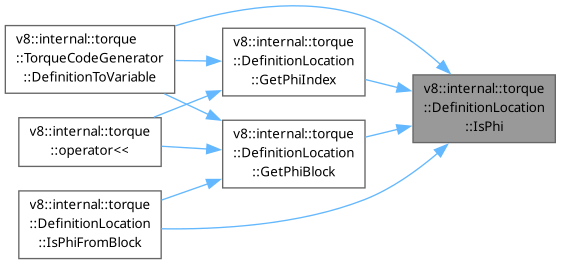 v8::internal::torque
::TorqueCodeGenerator
::DefinitionToVariable
v8::internal::torque
::operator<<
v8::internal::torque
::DefinitionLocation
::IsPhiFromBlock
v8::internal::torque
::DefinitionLocation
::GetPhiIndex
v8::internal::torque
::DefinitionLocation
::GetPhiBlock
v8::internal::torque
::DefinitionLocation
::IsPhi